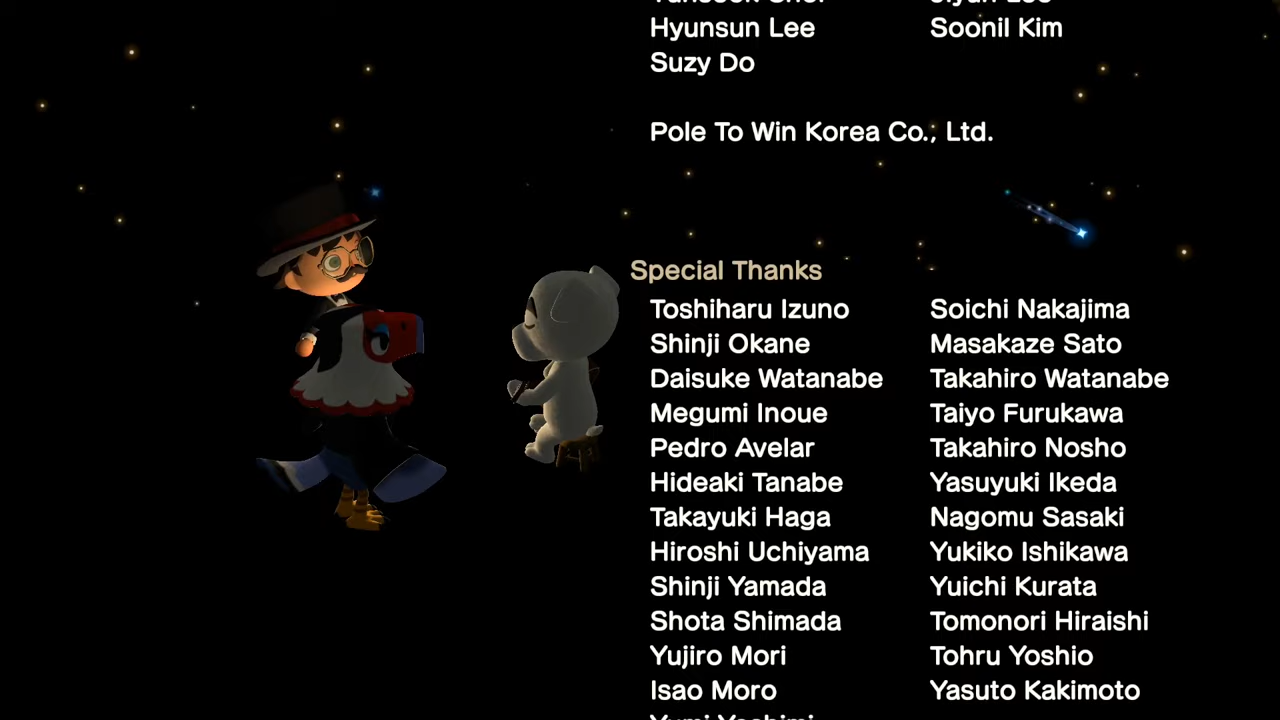 Hyunsun Lee Soonil Kim
Suzy Do
Pole To Win Korea Co., Ltd.
Special Thanks
Toshiharu Izuno Soichi Nakajima
Shinji Okane Masakaze Sato
Daisuke Watanabe Takahiro Watanabe
Megumi Inoue Taiyo Furukawa
Pedro Avelar Takahiro Nosho
Hideaki Tanabe Yasuyuki Ikeda
Takayuki Haga Nagomu Sasaki
Hiroshi Uchiyama Yukiko Ishikawa
Shinji Yamada Yuichi Kurata
Shota Shimada Tomonori Hiraishi
Yujiro Mori Tohru Yoshio
Isao Moro Yasuto Kakimoto